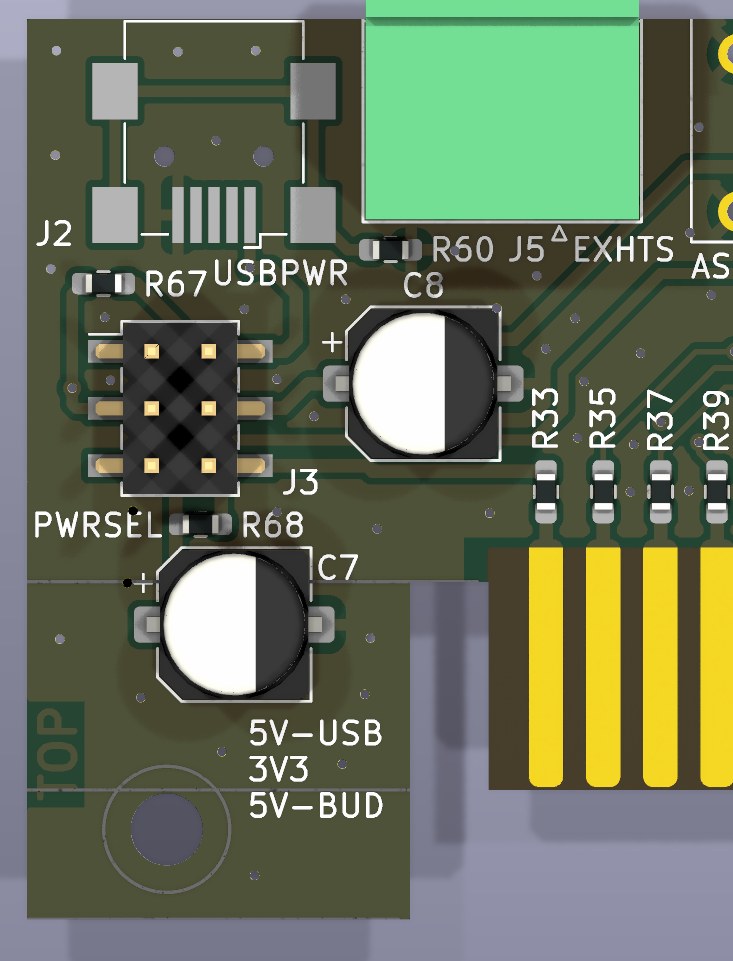 J2
R60 J5 EXHTS
R67 USBPWR
C8
AS
+
R33
R35
R37
R39
J3
PWRSEL
R68
C7
+
TOP
5V-USB
3V3
5V-BUD